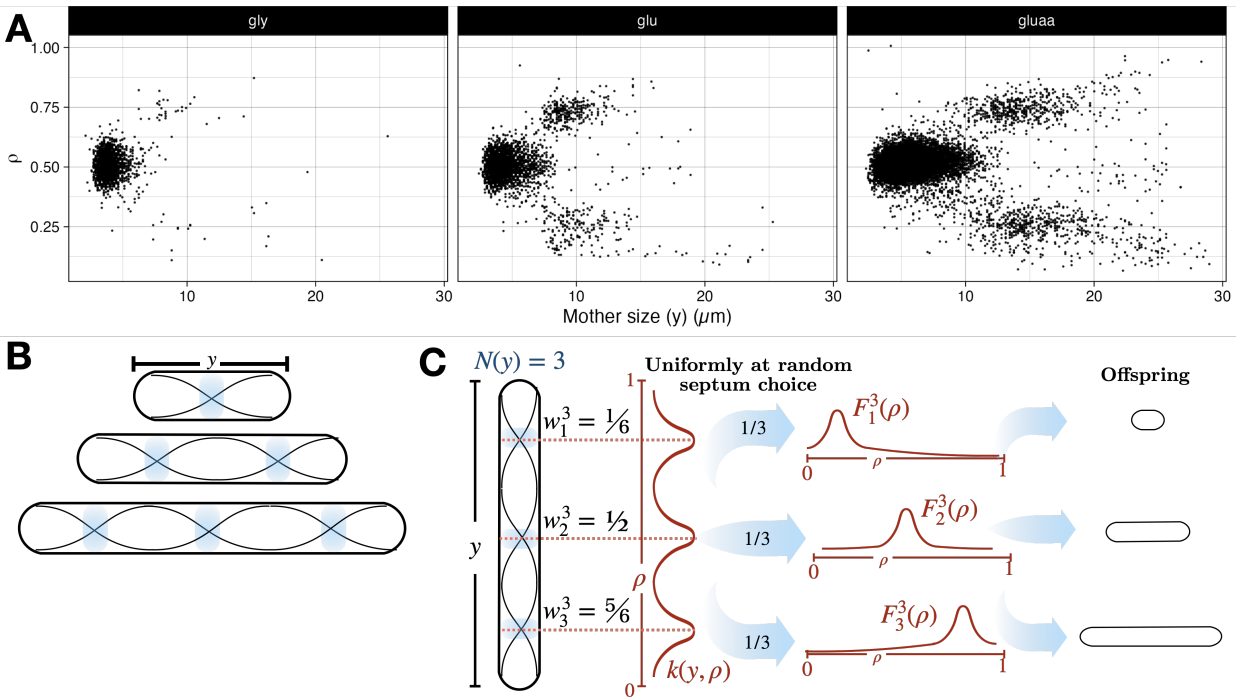 A
gly
glu
gluaa
1.00
0.75
0.50
0.25
ρ
10
20
30
10
20
30
10
20
30
Mother size (y) (μm)
B
y
C
N(y) = 3
y
w₁³ = 1/6
w₂³ = 1/2
w₃³ = 5/6
1
ρ
0
k(y, ρ)
Uniformly at random
septum choice
1/3
1/3
1/3
F₁³(ρ)
0
ρ
1
F₂³(ρ)
0
ρ
1
F₃³(ρ)
0
ρ
1
Offspring